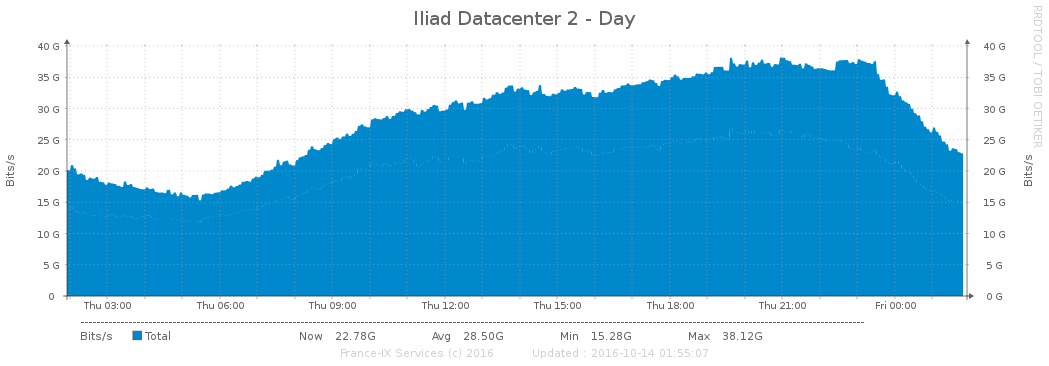 Iliad Datacenter 2 - Day
RRDTOOL / TOBI OETIKER
Bits/s
40 G
35 G
30 G
25 G
20 G
15 G
10 G
5 G
0
40 G
35 G
30 G
25 G
20 G
15 G
10 G
5 G
0 G
Bits/s
Thu 03:00 Thu 06:00 Thu 09:00 Thu 12:00 Thu 15:00 Thu 18:00 Thu 21:00 Fri 00:00
Bits/s Total Now 22.78G Avg 28.50G Min 15.28G Max 38.12G
France-IX Services (c) 2016 Updated : 2016-10-14 01:55:07